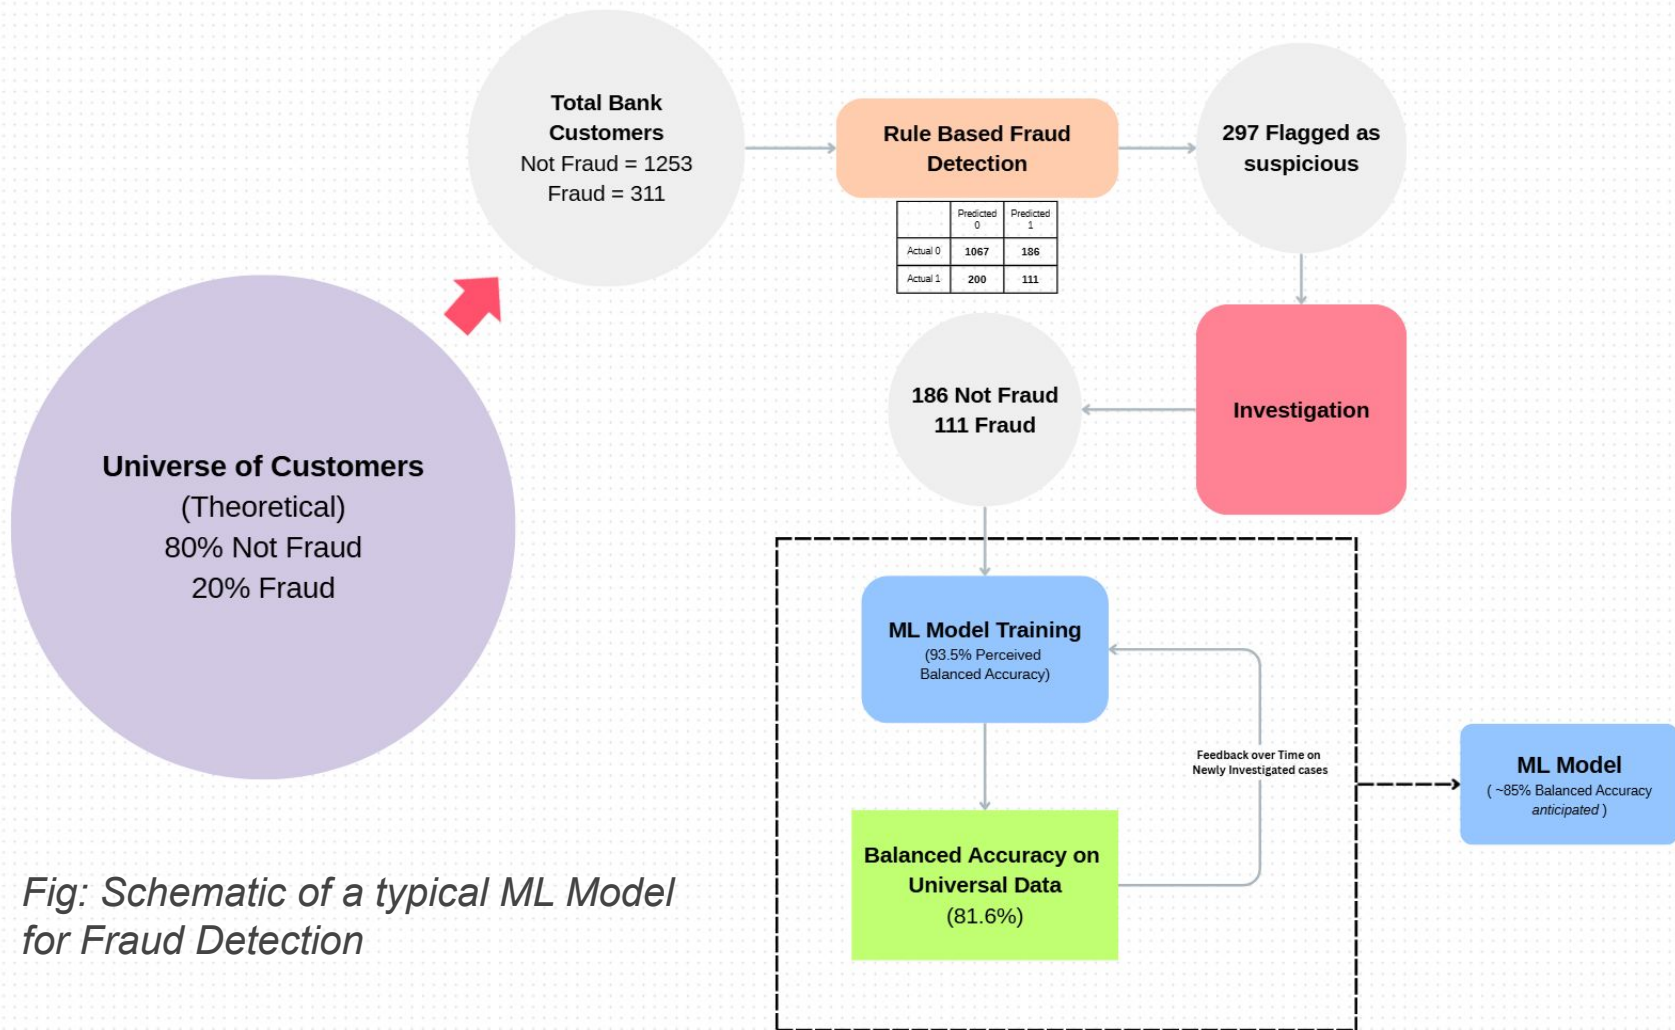 Total Bank
Customers
Not Fraud = 1253
Fraud = 311
Rule Based Fraud
Detection
297 Flagged as
suspicious
Predicted
0
Predicted
1
Actual 0
1067
186
Actual 1
200
111
Investigation
186 Not Fraud
111 Fraud
Universe of Customers
(Theoretical)
80% Not Fraud
20% Fraud
ML Model Training
(93.5% Perceived
Balanced Accuracy)
Feedback over Time on
Newly Investigated cases
Balanced Accuracy on
Universal Data
(81.6%)
ML Model
( ~85% Balanced Accuracy
anticipated )
Fig: Schematic of a typical ML Model
for Fraud Detection